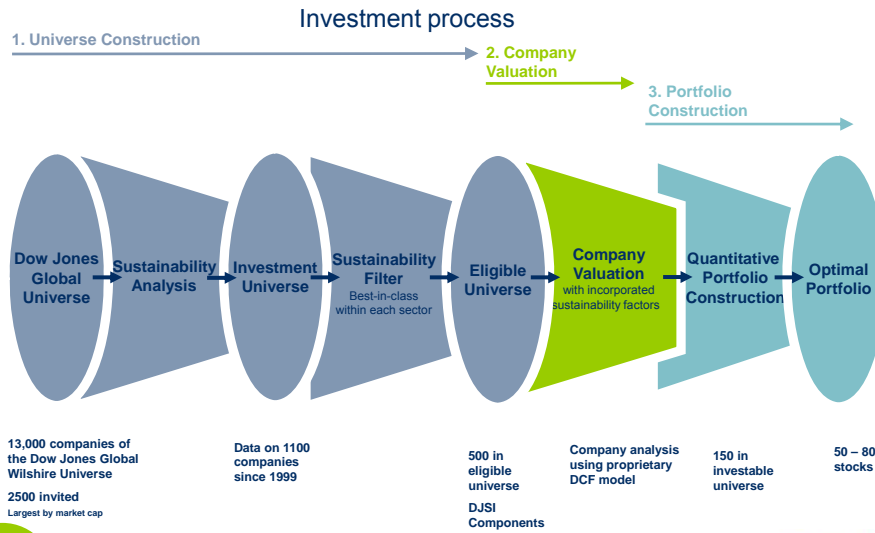 Investment process
1. Universe Construction
2. Company
Valuation
3. Portfolio
Construction
Dow Jones
Global
Universe
Sustainability
Analysis
Investment
Universe
Sustainability
Filter
Best-in-class
within each sector
Eligible
Universe
Company
Valuation
with incorporated
sustainability factors
Quantitative
Portfolio
Construction
Optimal
Portfolio
13,000 companies of
the Dow Jones Global
Wilshire Universe
2500 invited
Largest by market cap
Data on 1100
companies
since 1999
500 in
eligible
universe
DJSI
Components
Company analysis
using proprietary
DCF model
150 in
investable
universe
50 – 80
stocks